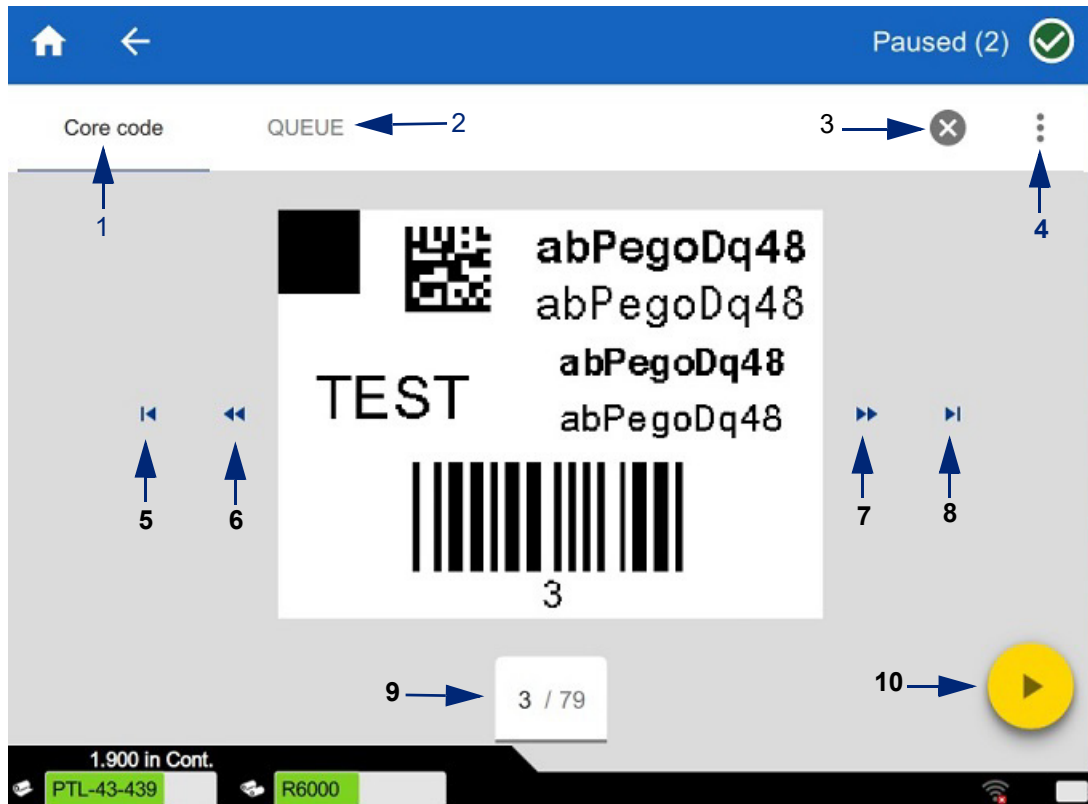 Paused (2)
Core code
QUEUE
2
3
1
4
abPegoDq48
abPegoDq48
abPegoDq48
TEST
abPegoDq48
5
6
7
8
3
9
3 / 79
10
1.900 in Cont.
PTL-43-439
R6000